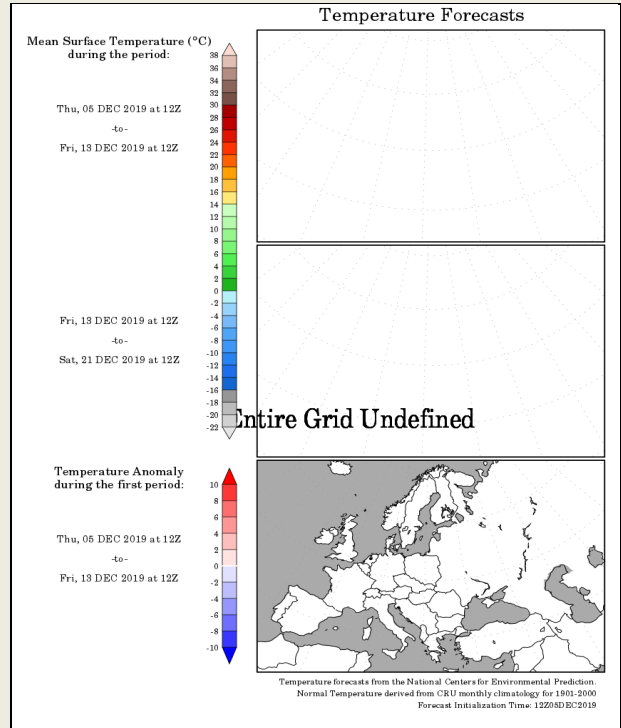 Temperature Forecasts
Mean Surface Temperature (°C)
during the period:
38
36
34
32
30
28
26
24
22
20
18
16
14
12
10
8
6
4
2
0
-2
-4
-6
-8
-10
-12
-14
-16
-18
-20
-22
Thu, 05 DEC 2019 at 12Z
-to-
Fri, 13 DEC 2019 at 12Z
Fri, 13 DEC 2019 at 12Z
-to-
Sat, 21 DEC 2019 at 12Z
Entire Grid Undefined
Temperature Anomaly
during the first period:
10
8
6
4
2
0
-2
-4
-6
-8
-10
Thu, 05 DEC 2019 at 12Z
-to-
Fri, 13 DEC 2019 at 12Z
Temperature forecasts from the National Centers for Environmental Prediction.
Normal Temperature derived from CRU monthly climatology for 1901-2000
Forecast Initialization Time: 12Z05DEC2019